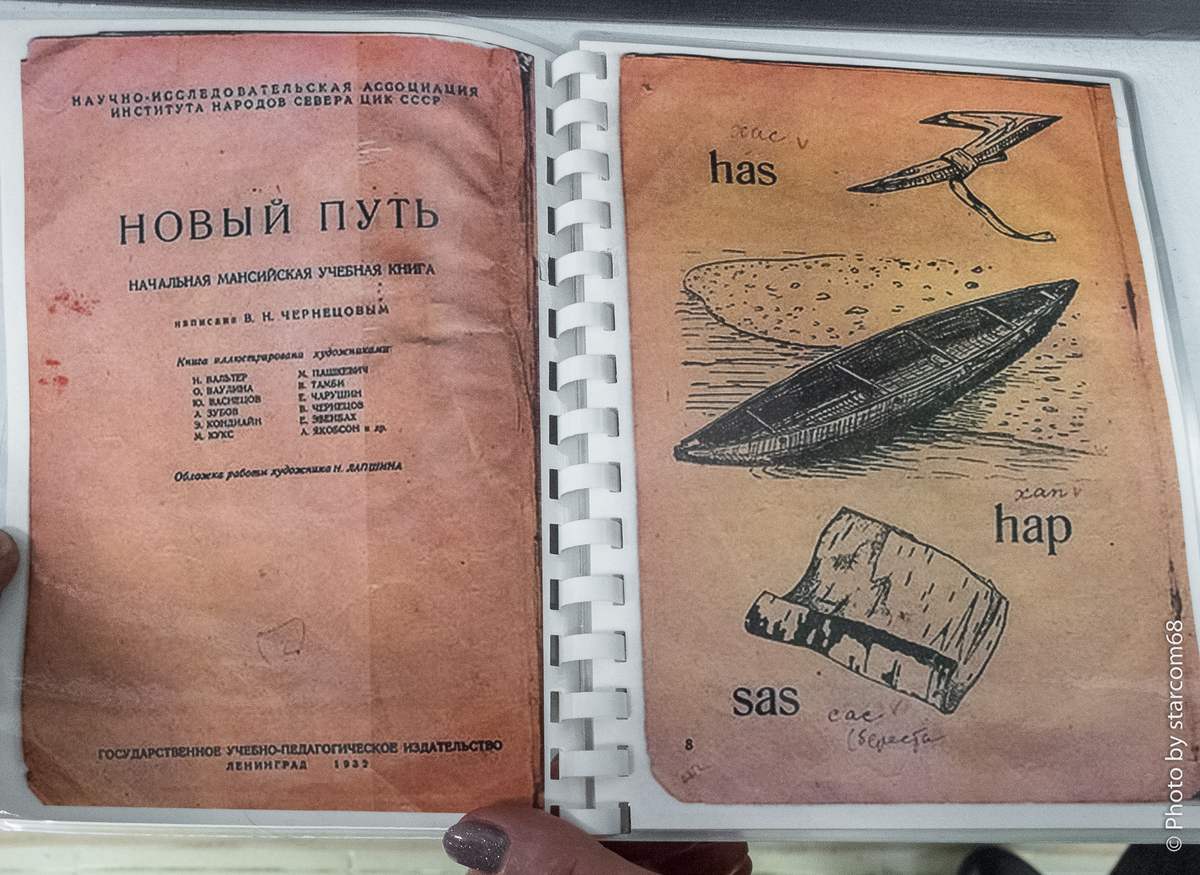 НАУЧНО-ИССЛЕДОВАТЕЛЬСКАЯ АССОЦИАЦИЯ
ИНСТИТУТА НАРОДОВ СЕВЕРА ЦИК СССР
НОВЫЙ ПУТЬ
НАЧАЛЬНАЯ МАНСИЙСКАЯ УЧЕБНАЯ КНИГА
написана В. Н. ЧЕРНЕЦОВЫМ
Книга иллюстрирована художниками:
Н. ВАЛЬТЕР
О. ВАУЛИНА
Ю. ВАСНЕЦОВ
А. ЗУБОВ
Э. КОНДИАЙН
М. КУКС
М. ПАШКЕВИЧ
В. ТАМБИ
Е. ЧАРУШИН
В. ЧЕРНЕЦОВ
Е. ЭВЕНБАХ
А. ЯКОБСОН и др.
Обложка работы художника Н. ЛАПШИНА
ГОСУДАРСТВЕННОЕ УЧЕБНО-ПЕДАГОГИЧЕСКОЕ ИЗДАТЕЛЬСТВО
ЛЕНИНГРАД 1932
хас v
has
хап v
hap
sas
сас v
(береста
8
© Photo by starcom68